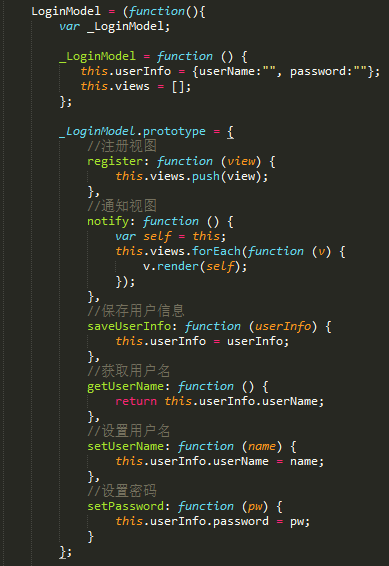 LoginModel = (function(){
    var _LoginModel;

    _LoginModel = function () {
        this.userInfo = {userName:"", password:""};
        this.views = [];
    };

    _LoginModel.prototype = {
        //注册视图
        register: function (view) {
            this.views.push(view);
        },
        //通知视图
        notify: function () {
            var self = this;
            this.views.forEach(function (v) {
                v.render(self);
            });
        },
        //保存用户信息
        saveUserInfo: function (userInfo) {
            this.userInfo = userInfo;
        },
        //获取用户名
        getUserName: function () {
            return this.userInfo.userName;
        },
        //设置用户名
        setUserName: function (name) {
            this.userInfo.userName = name;
        },
        //设置密码
        setPassword: function (pw) {
            this.userInfo.password = pw;
        }
    };